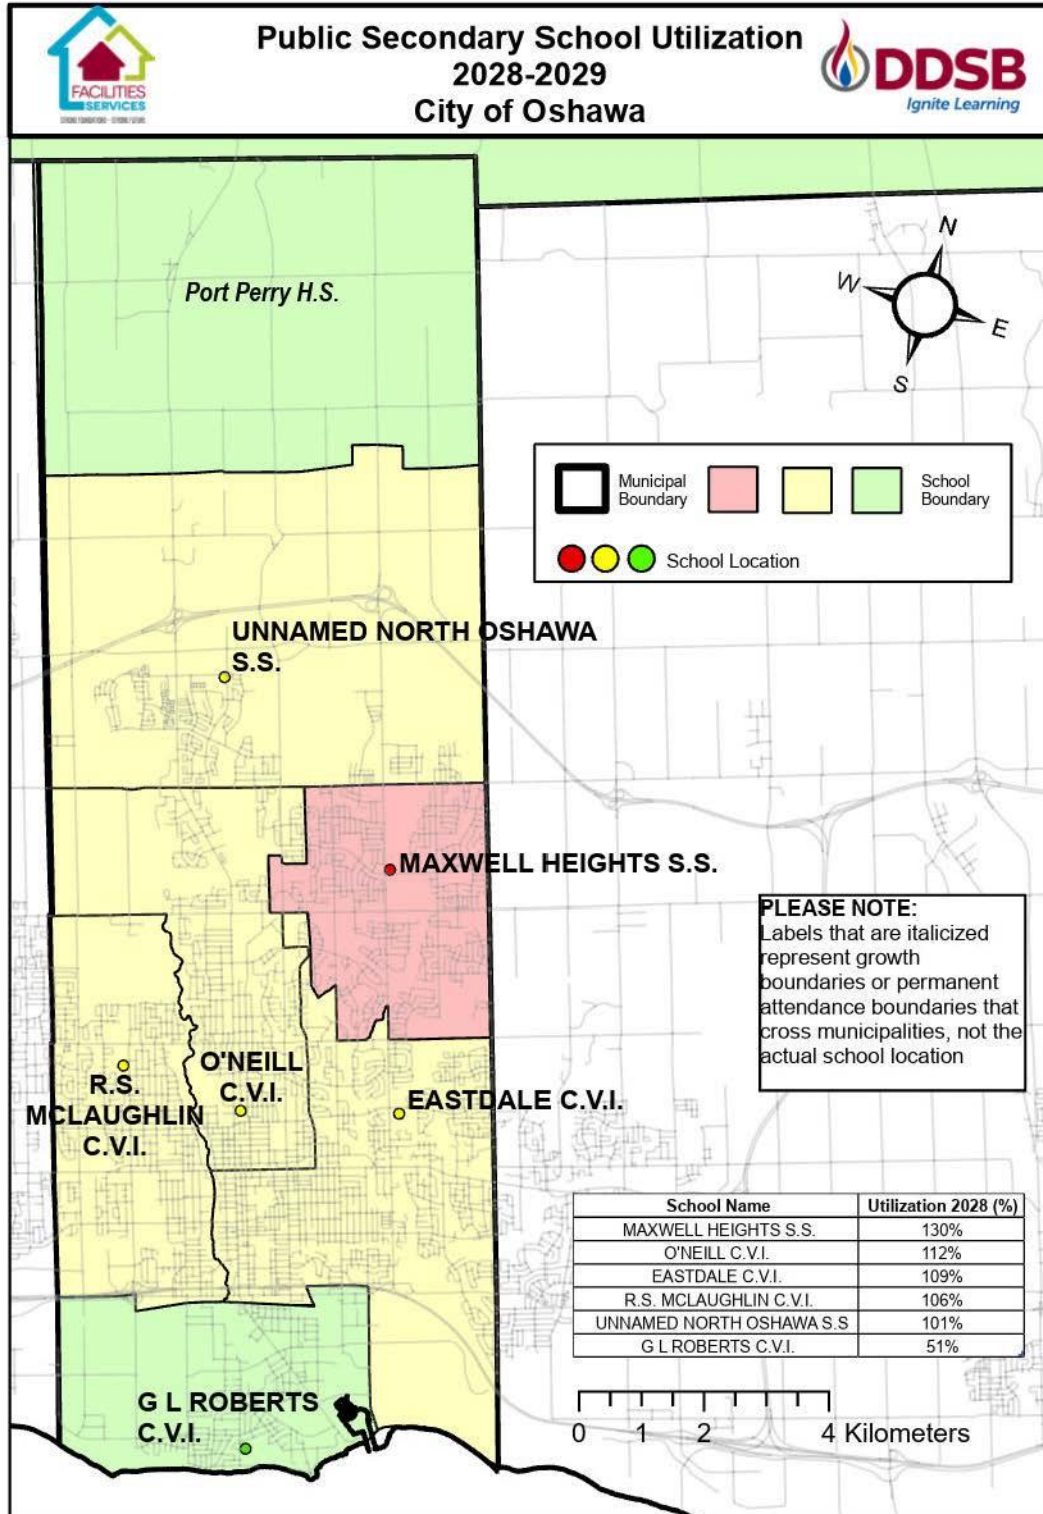 Public Secondary School Utilization
2028-2029
City of Oshawa
FACILITIES
SERVICES
STRONG FOUNDATIONS - STRONG FUTURE
DDSB
Ignite Learning
Port Perry H.S.
N
W
E
S
Municipal
Boundary
School
Boundary
School Location
UNNAMED NORTH OSHAWA
S.S.
MAXWELL HEIGHTS S.S.
PLEASE NOTE:
Labels that are italicized
represent growth
boundaries or permanent
attendance boundaries that
cross municipalities, not the
actual school location
O'NEILL
C.V.I.
R.S.
MCLAUGHLIN
C.V.I.
EASTDALE C.V.I.
School Name Utilization 2028 (%)
MAXWELL HEIGHTS S.S. 130%
O'NEILL C.V.I. 112%
EASTDALE C.V.I. 109%
R.S. MCLAUGHLIN C.V.I. 106%
UNNAMED NORTH OSHAWA S.S 101%
G L ROBERTS C.V.I. 51%
G L ROBERTS
C.V.I.
0 1 2 4 Kilometers